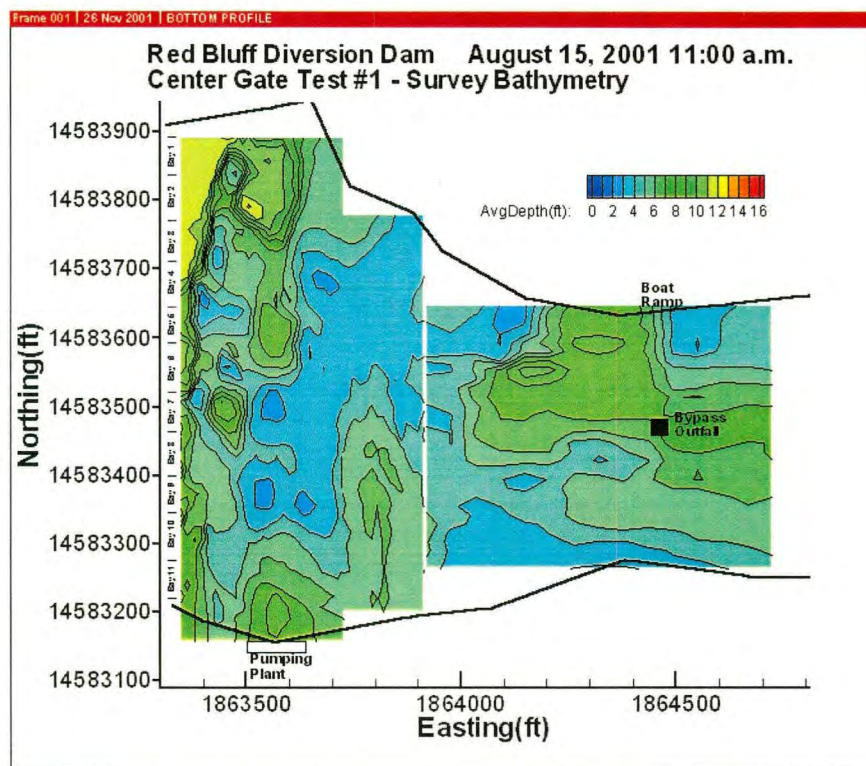 Frame 001 | 26 Nov 2001 | BOTTOM PROFILE
Red Bluff Diversion Dam August 15, 2001 11:00 a.m.
Center Gate Test #1 - Survey Bathymetry
AvgDepth(ft): 0 2 4 6 8 10 12 14 16
Northing(ft)
14583900
14583800
14583700
14583600
14583500
14583400
14583300
14583200
14583100
Bay 1
Bay 2
Bay 3
Bay 4
Bay 5
Bay 6
Bay 7
Bay 8
Bay 9
Bay 10
Bay 11
Boat
Ramp
Bypass
Outfall
Pumping
Plant
1863500 1864000 1864500
Easting(ft)